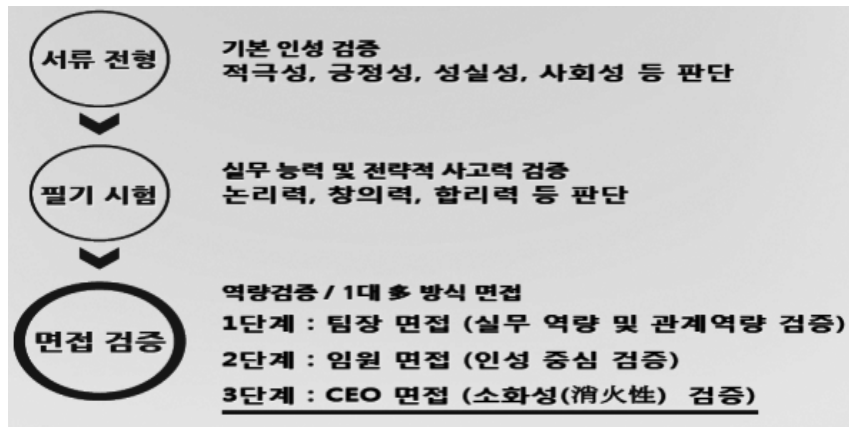 서류 전형
기본 인성 검증
적극성, 긍정성, 성실성, 사회성 등 판단
필기 시험
실무 능력 및 전략적 사고력 검증
논리력, 창의력, 합리력 등 판단
면접 검증
역량검증 / 1대 多 방식 면접
1단계 : 팀장 면접 (실무 역량 및 관계역량 검증)
2단계 : 임원 면접 (인성 중심 검증)
3단계 : CEO 면접 (소화성(消火性) 검증)